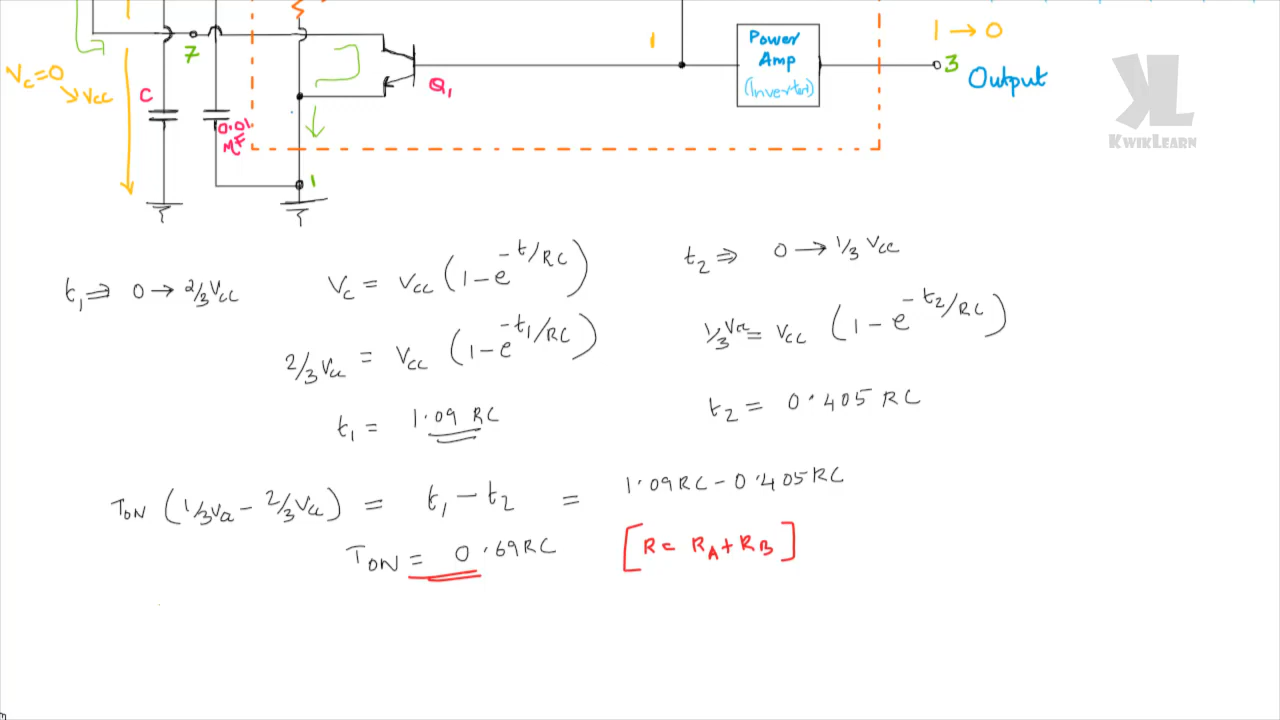 1 → 0
3
Output
1
Power
Amp
(Inverter)
7
Vc=0
→Vcc
C
Q1
0.01
MF
1
KWIKLEARN
t1 ⇒ 0 → 2/3Vcc
Vc = Vcc (1-e^-t/RC)
2/3Vcc = Vcc (1-e^-t1/RC)
t1 = 1.09 RC
t2 ⇒ 0 → 1/3 Vcc
1/3 Vcc = Vcc (1-e^-t2/RC)
t2 = 0.405 RC
TON (1/3Vcc - 2/3Vcc) = t1 - t2 = 1.09RC - 0.405RC
TON = 0.69RC [R = RA+RB]